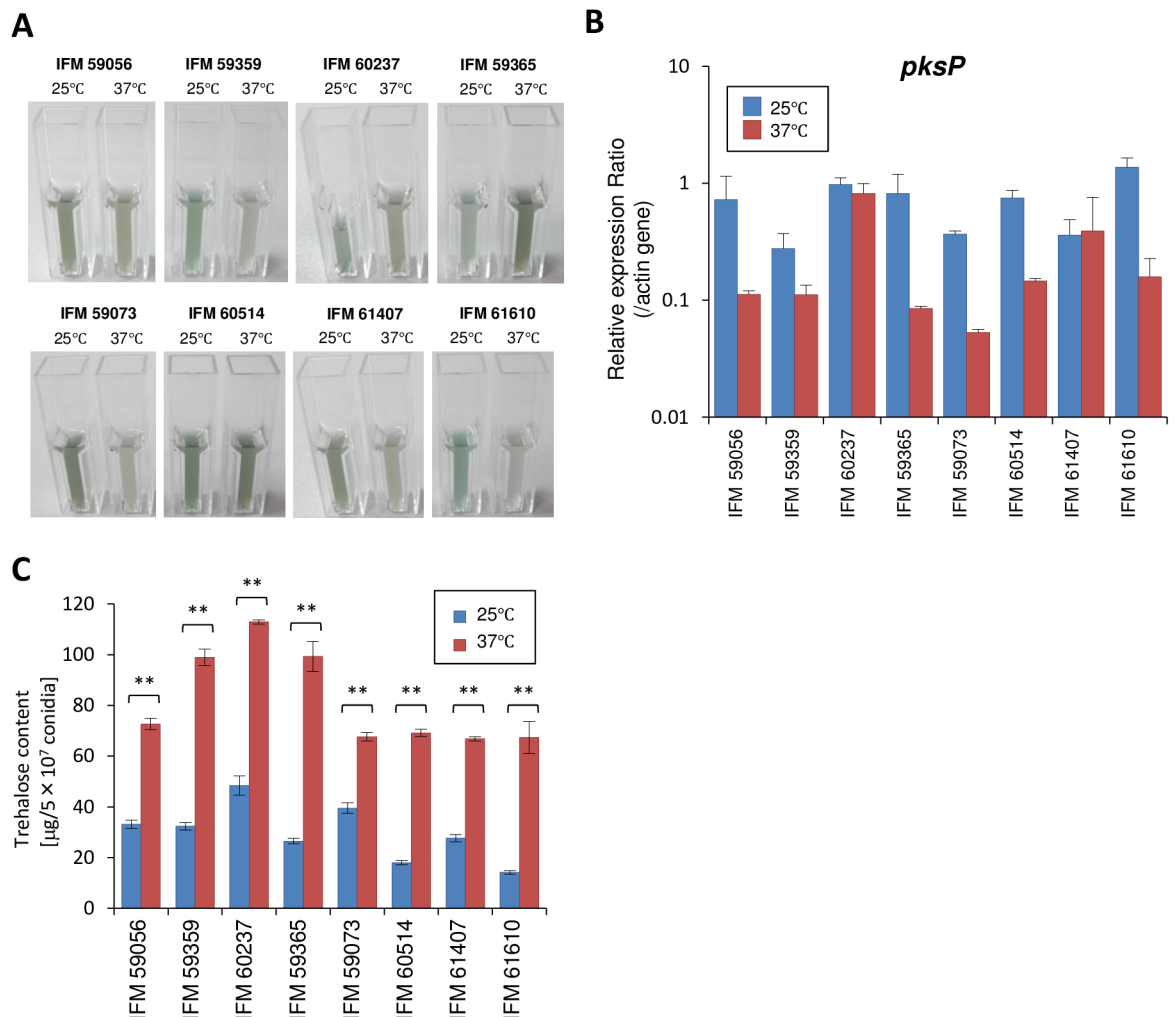 A
IFM 59056
25℃ 37℃
IFM 59359
25℃ 37℃
IFM 60237
25℃ 37℃
IFM 59365
25℃ 37℃
IFM 59073
25℃ 37℃
IFM 60514
25℃ 37℃
IFM 61407
25℃ 37℃
IFM 61610
25℃ 37℃
B
pksP
25℃
37℃
Relative expression Ratio
(/actin gene)
10
1
0.1
0.01
IFM 59056
IFM 59359
IFM 60237
IFM 59365
IFM 59073
IFM 60514
IFM 61407
IFM 61610
C
25℃
37℃
Trehalose content
[µg/5 × 10⁷ conidia]
120
100
80
60
40
20
0
**
**
**
**
**
**
**
**
IFM 59056
IFM 59359
IFM 60237
IFM 59365
IFM 59073
IFM 60514
IFM 61407
IFM 61610